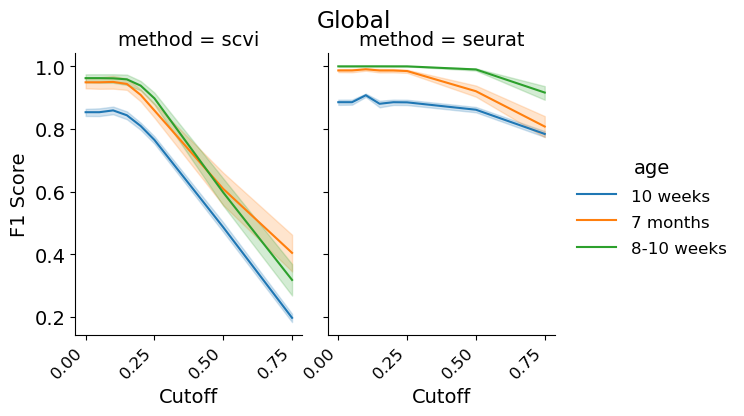 Global
method = scvi
method = seurat
1.0
0.8
0.6
0.4
0.2
F1 Score
0.00
0.25
0.50
0.75
Cutoff
0.00
0.25
0.50
0.75
Cutoff
age
10 weeks
7 months
8-10 weeks